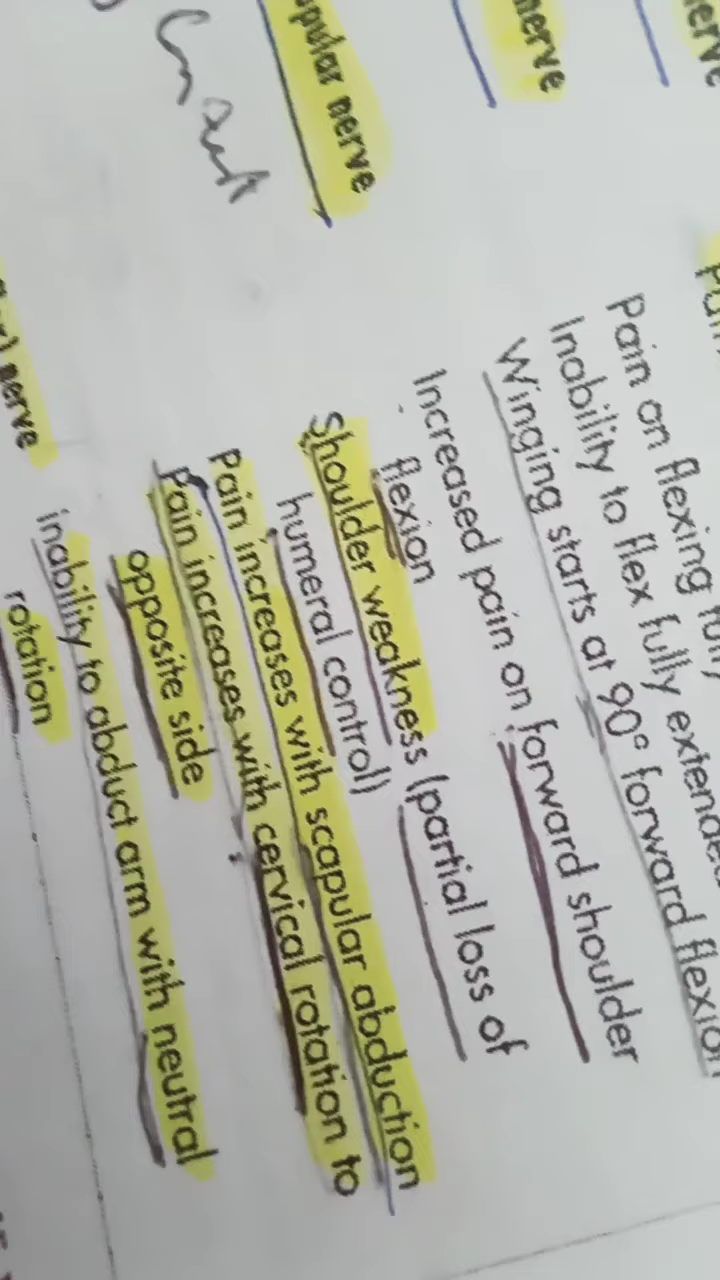 nerve
Pain on flexing fully
Inability to flex fully extended
Winging starts at 90° forward flexion
nerve
Increased pain on forward shoulder
flexion
pular nerve
Shoulder weakness (partial loss of
humeral control)
Pain increases with scapular abduction
Pain increases with cervical rotation to
opposite side
nerve
inability to abduct arm with neutral
rotation